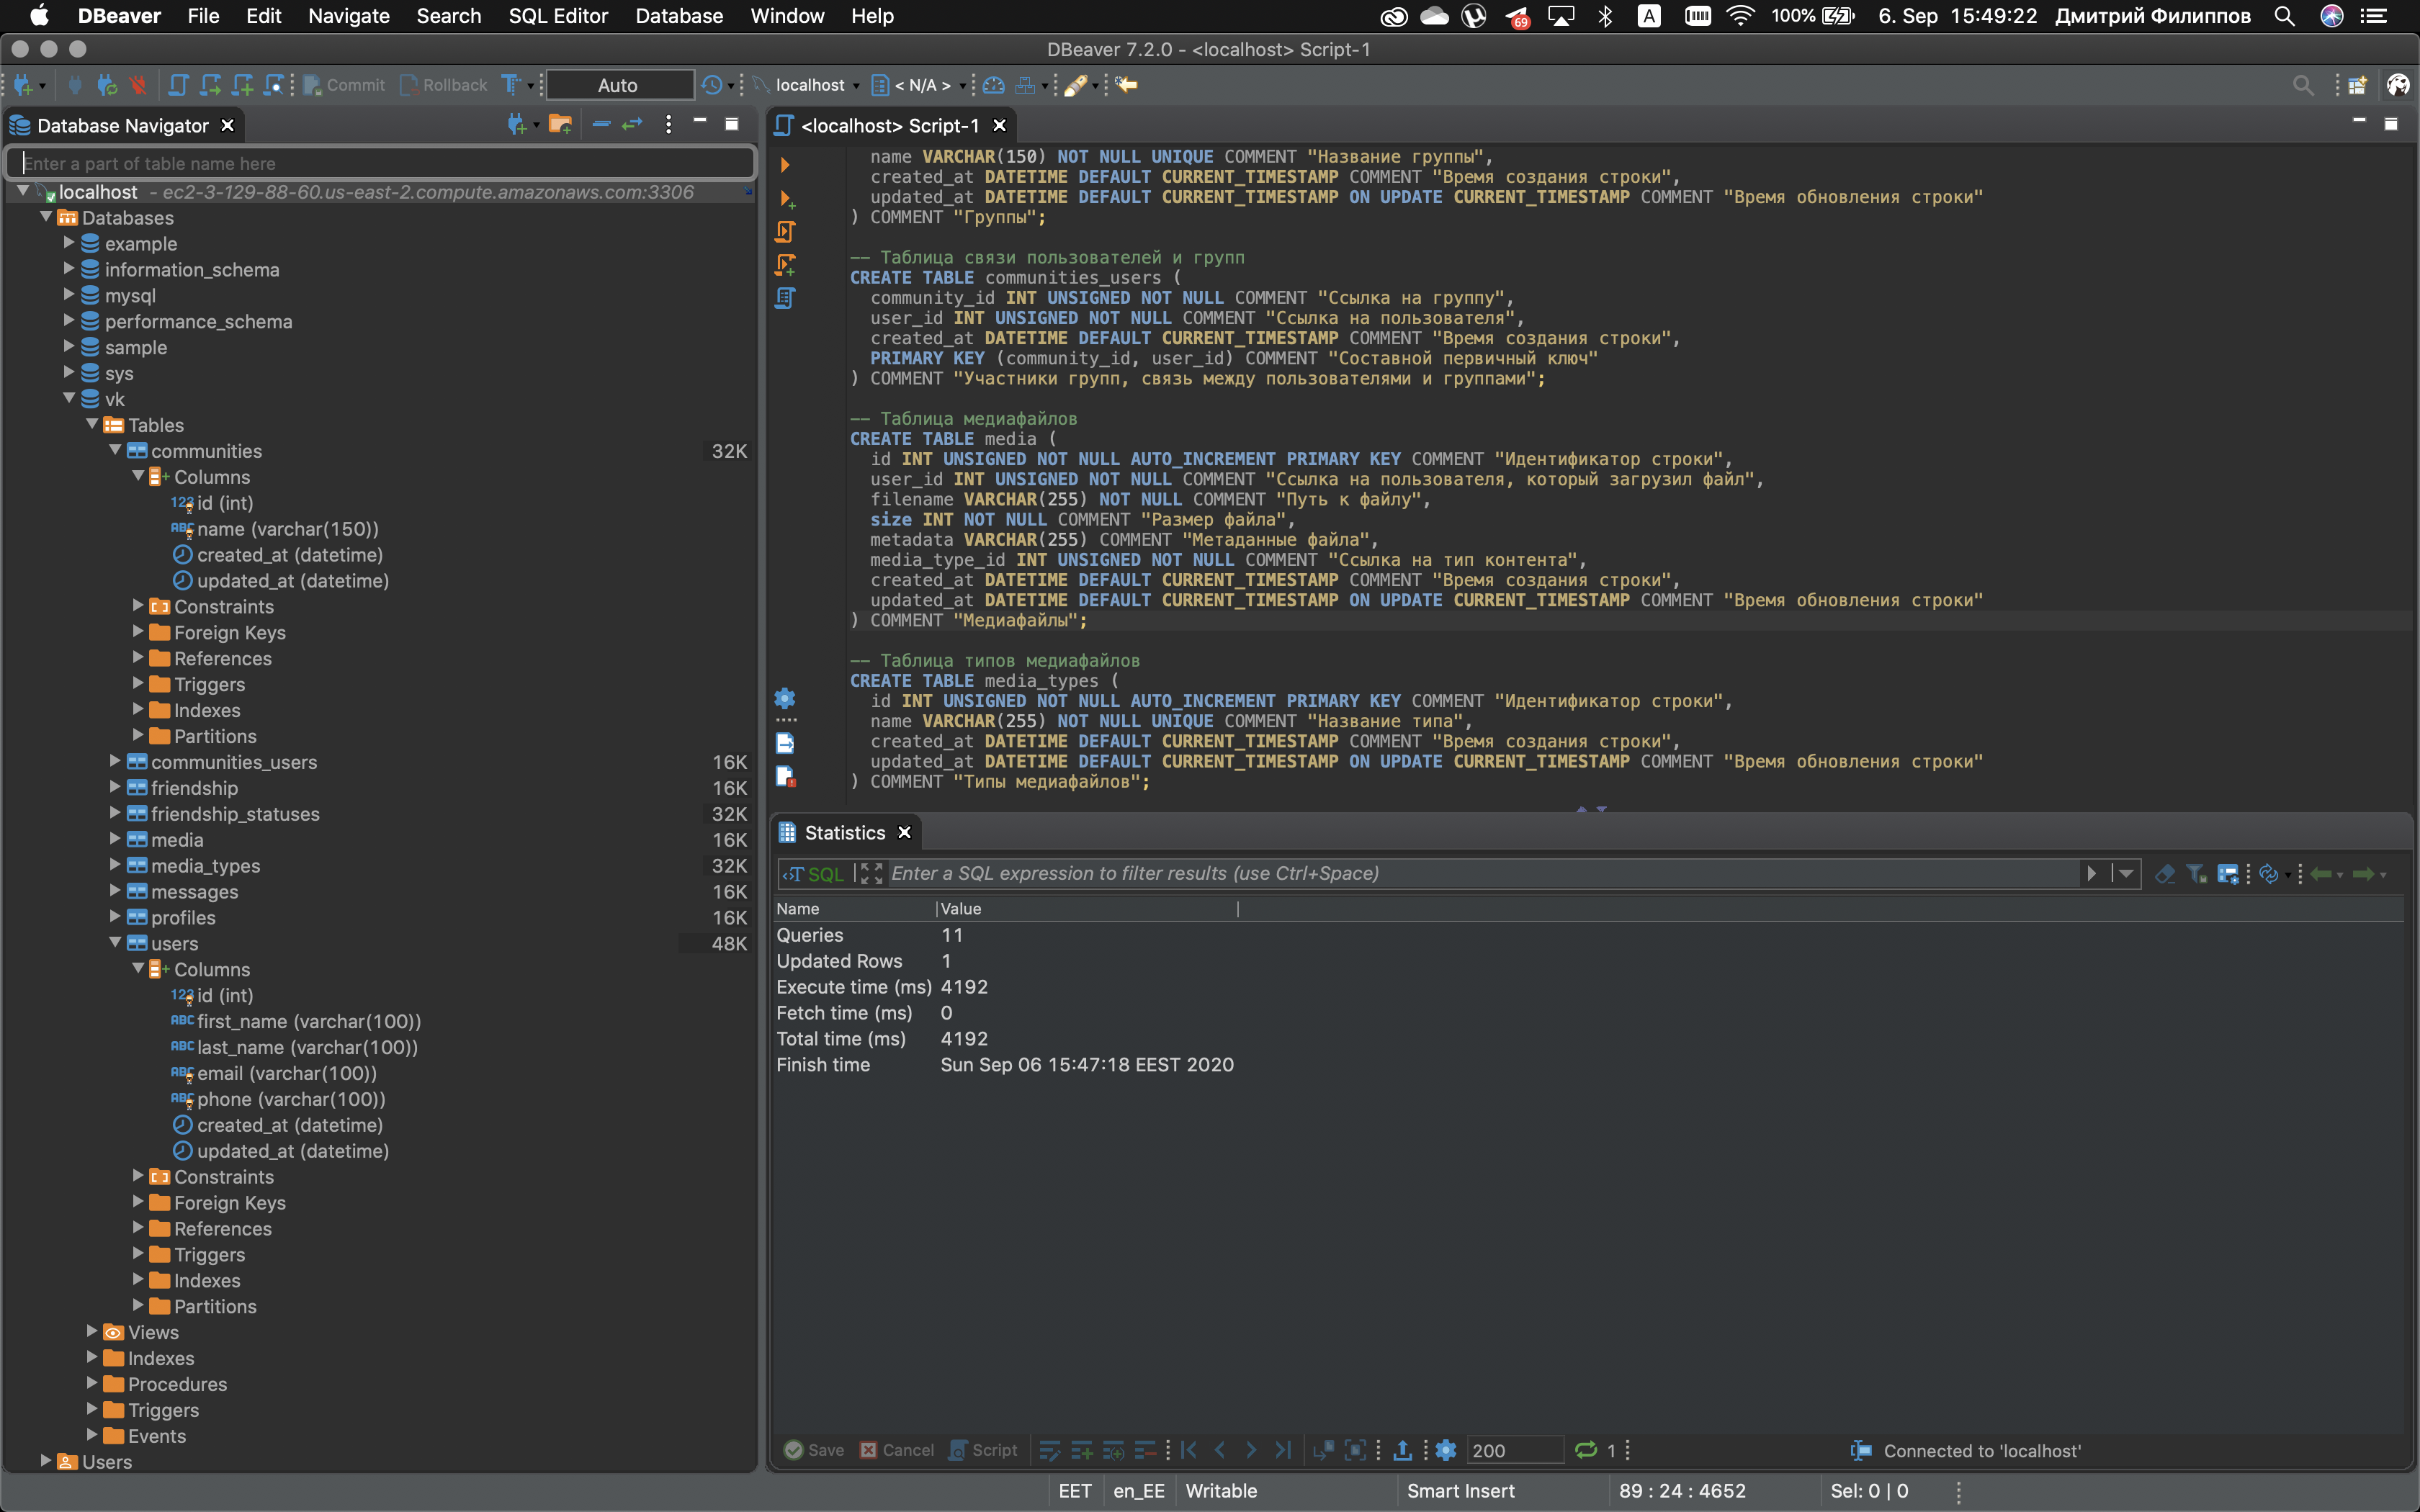 DBeaver File Edit Navigate Search SQL Editor Database Window Help 69 A 100% 6. Sep 15:49:22 Дмитрий Филиппов
DBeaver 7.2.0 - <localhost> Script-1
Commit Rollback Auto localhost < N/A >
Database Navigator
Enter a part of table name here
localhost - ec2-3-129-88-60.us-east-2.compute.amazonaws.com:3306
Databases
example
information_schema
mysql
performance_schema
sample
sys
vk
Tables
communities 32K
Columns
123 id (int)
ABC name (varchar(150))
created_at (datetime)
updated_at (datetime)
Constraints
Foreign Keys
References
Triggers
Indexes
Partitions
communities_users 16K
friendship 16K
friendship_statuses 32K
media 16K
media_types 32K
messages 16K
profiles 16K
users 48K
Columns
123 id (int)
ABC first_name (varchar(100))
ABC last_name (varchar(100))
ABC email (varchar(100))
ABC phone (varchar(100))
created_at (datetime)
updated_at (datetime)
Constraints
Foreign Keys
References
Triggers
Indexes
Partitions
Views
Indexes
Procedures
Triggers
Events
Users
<localhost> Script-1
name VARCHAR(150) NOT NULL UNIQUE COMMENT "Название группы",
created_at DATETIME DEFAULT CURRENT_TIMESTAMP COMMENT "Время создания строки",
updated_at DATETIME DEFAULT CURRENT_TIMESTAMP ON UPDATE CURRENT_TIMESTAMP COMMENT "Время обновления строки"
) COMMENT "Группы";
-- Таблица связи пользователей и групп
CREATE TABLE communities_users (
community_id INT UNSIGNED NOT NULL COMMENT "Ссылка на группу",
user_id INT UNSIGNED NOT NULL COMMENT "Ссылка на пользователя",
created_at DATETIME DEFAULT CURRENT_TIMESTAMP COMMENT "Время создания строки",
PRIMARY KEY (community_id, user_id) COMMENT "Составной первичный ключ"
) COMMENT "Участники групп, связь между пользователями и группами";
-- Таблица медиафайлов
CREATE TABLE media (
id INT UNSIGNED NOT NULL AUTO_INCREMENT PRIMARY KEY COMMENT "Идентификатор строки",
user_id INT UNSIGNED NOT NULL COMMENT "Ссылка на пользователя, который загрузил файл",
filename VARCHAR(255) NOT NULL COMMENT "Путь к файлу",
size INT NOT NULL COMMENT "Размер файла",
metadata VARCHAR(255) COMMENT "Метаданные файла",
media_type_id INT UNSIGNED NOT NULL COMMENT "Ссылка на тип контента",
created_at DATETIME DEFAULT CURRENT_TIMESTAMP COMMENT "Время создания строки",
updated_at DATETIME DEFAULT CURRENT_TIMESTAMP ON UPDATE CURRENT_TIMESTAMP COMMENT "Время обновления строки"
) COMMENT "Медиафайлы";
-- Таблица типов медиафайлов
CREATE TABLE media_types (
id INT UNSIGNED NOT NULL AUTO_INCREMENT PRIMARY KEY COMMENT "Идентификатор строки",
name VARCHAR(255) NOT NULL UNIQUE COMMENT "Название типа",
created_at DATETIME DEFAULT CURRENT_TIMESTAMP COMMENT "Время создания строки",
updated_at DATETIME DEFAULT CURRENT_TIMESTAMP ON UPDATE CURRENT_TIMESTAMP COMMENT "Время обновления строки"
) COMMENT "Типы медиафайлов";
Statistics
SQL Enter a SQL expression to filter results (use Ctrl+Space)
Name Value
Queries 11
Updated Rows 1
Execute time (ms) 4192
Fetch time (ms) 0
Total time (ms) 4192
Finish time Sun Sep 06 15:47:18 EEST 2020
Save Cancel Script 200 1 Connected to 'localhost'
EET en_EE Writable Smart Insert 89 : 24 : 4652 Sel: 0 | 0